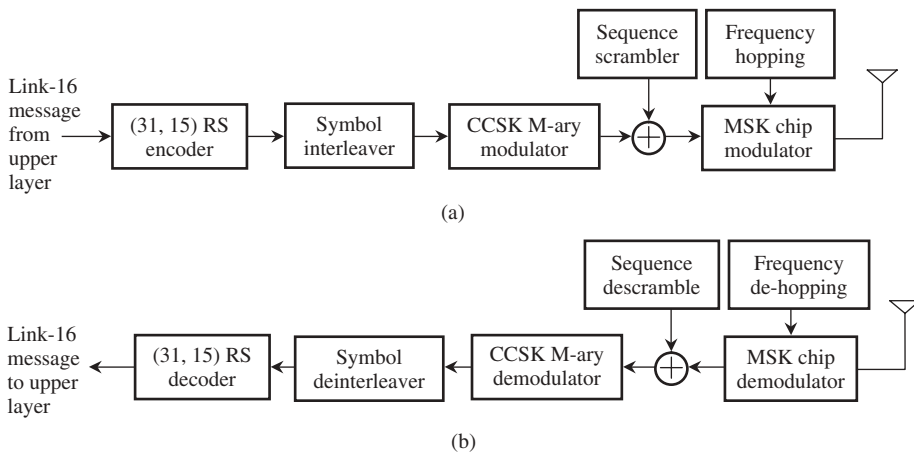 Sequence
scrambler
Frequency
hopping
Link-16
message
from
upper
layer
(31, 15) RS
encoder
Symbol
interleaver
CCSK M-ary
modulator
MSK chip
modulator
(a)
Sequence
descramble
Frequency
de-hopping
Link-16
message
to upper
layer
(31, 15) RS
decoder
Symbol
deinterleaver
CCSK M-ary
demodulator
MSK chip
demodulator
(b)